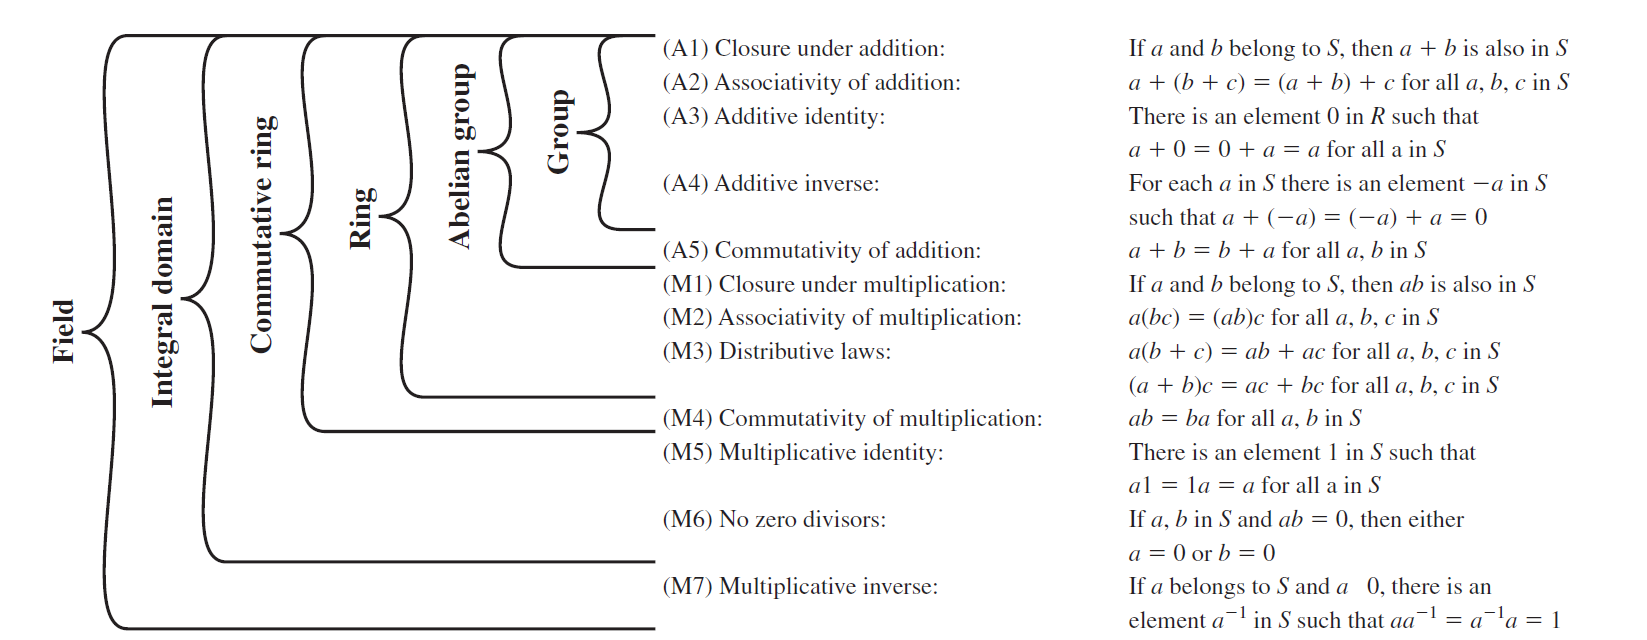 Field
Integral domain
Commutative ring
Ring
Abelian group
Group
(A1) Closure under addition: If a and b belong to S, then a + b is also in S
(A2) Associativity of addition: a + (b + c) = (a + b) + c for all a, b, c in S
(A3) Additive identity: There is an element 0 in R such that
a + 0 = 0 + a = a for all a in S
(A4) Additive inverse: For each a in S there is an element −a in S
such that a + (−a) = (−a) + a = 0
(A5) Commutativity of addition: a + b = b + a for all a, b in S
(M1) Closure under multiplication: If a and b belong to S, then ab is also in S
(M2) Associativity of multiplication: a(bc) = (ab)c for all a, b, c in S
(M3) Distributive laws: a(b + c) = ab + ac for all a, b, c in S
(a + b)c = ac + bc for all a, b, c in S
(M4) Commutativity of multiplication: ab = ba for all a, b in S
(M5) Multiplicative identity: There is an element 1 in S such that
a1 = 1a = a for all a in S
(M6) No zero divisors: If a, b in S and ab = 0, then either
a = 0 or b = 0
(M7) Multiplicative inverse: If a belongs to S and a 0, there is an
element a⁻¹ in S such that aa⁻¹ = a⁻¹a = 1